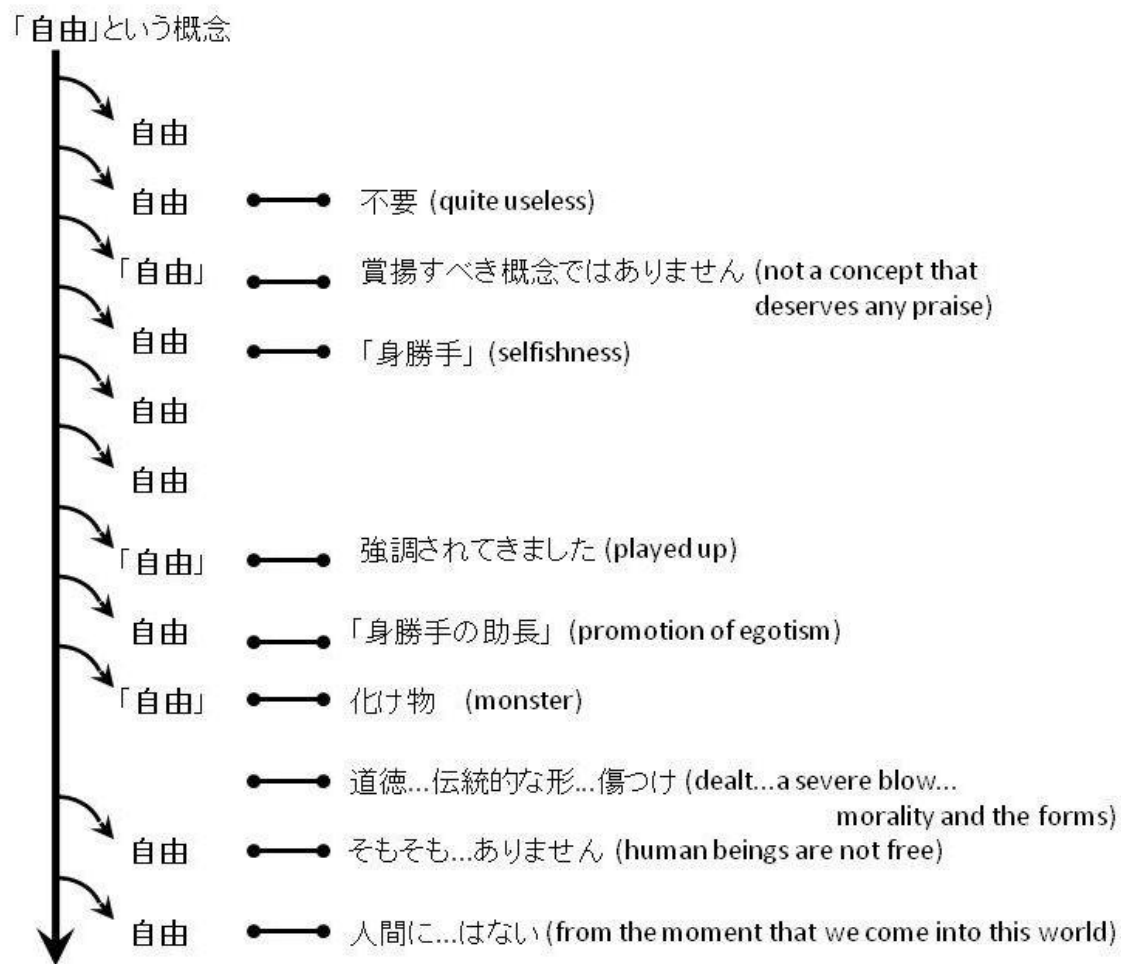 「自由」という概念
自由
自由 不要 (quite useless)
「自由」 賞揚すべき概念ではありません (not a concept that
deserves any praise)
自由 「身勝手」 (selfishness)
自由
自由
「自由」 強調されてきました (played up)
自由 「身勝手の助長」 (promotion of egotism)
「自由」 化け物 (monster)
道徳...伝統的な形...傷つけ (dealt...a severe blow...
morality and the forms)
自由 そもそも...ありません (human beings are not free)
自由 人間に...はない (from the moment that we come into this world)